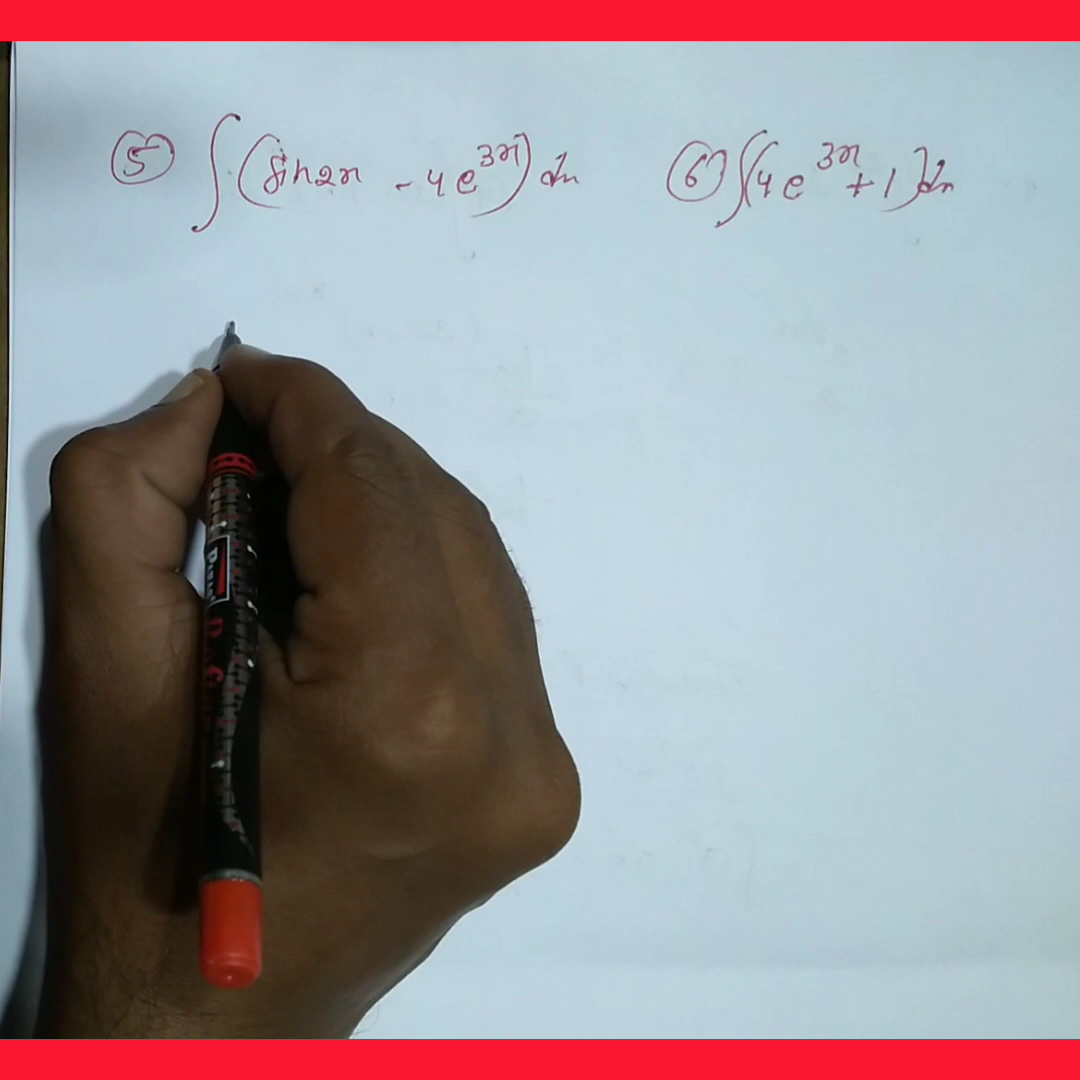 ⑤ ∫(sin2x - 4e^3x) dx ⑥ ∫(4e^3x + 1)dx